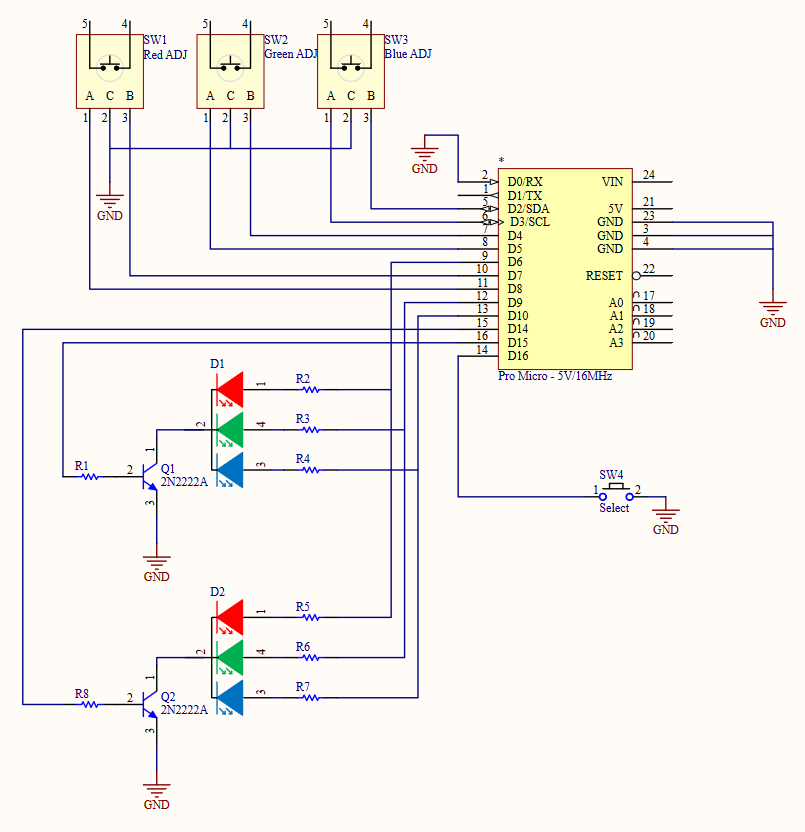 5 4 5 4 5 4
SW1 SW2 SW3
Red ADJ Green ADJ Blue ADJ
A C B A C B A C B
1 2 3 1 2 3 1 2 3
GND
GND
*
2 D0/RX VIN 24
1 D1/TX
5 D2/SDA 5V 21
6 D3/SCL GND 23
7 D4 GND 3
8 D5 GND 4
9 D6
10 D7 RESET 22
11 D8
12 D9 A0 17
13 D10 A1 18
15 D14 A2 19
16 D15 A3 20
14 D16
Pro Micro - 5V/16MHz
GND
D1
1 R2
2 4 R3
3 R4
R1 2 1 Q1
2N2222A
3
GND
SW4
1 2
Select
GND
D2
1 R5
2 4 R6
3 R7
R8 2 1 Q2
2N2222A
3
GND